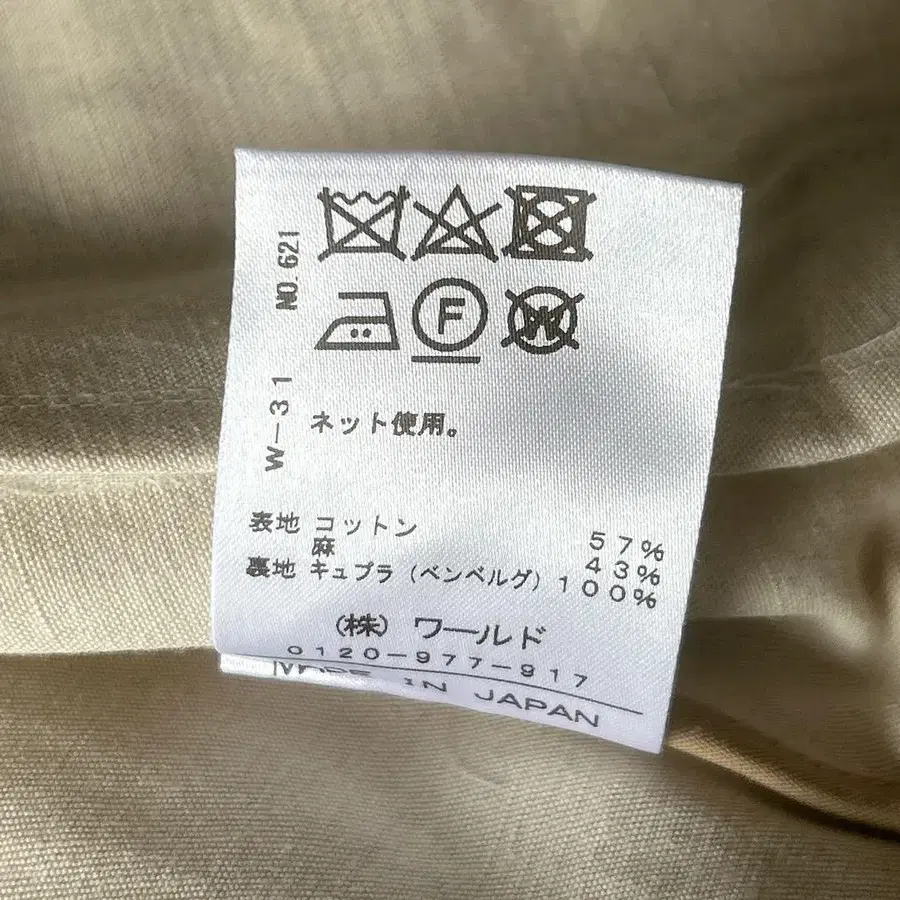 NO.621
W-31
F
W
ネット使用。
表地 コットン 57%
麻 43%
裏地 キュプラ(ベンベルグ) 100%
(株) ワールド
0120-977-917
MADE IN JAPAN